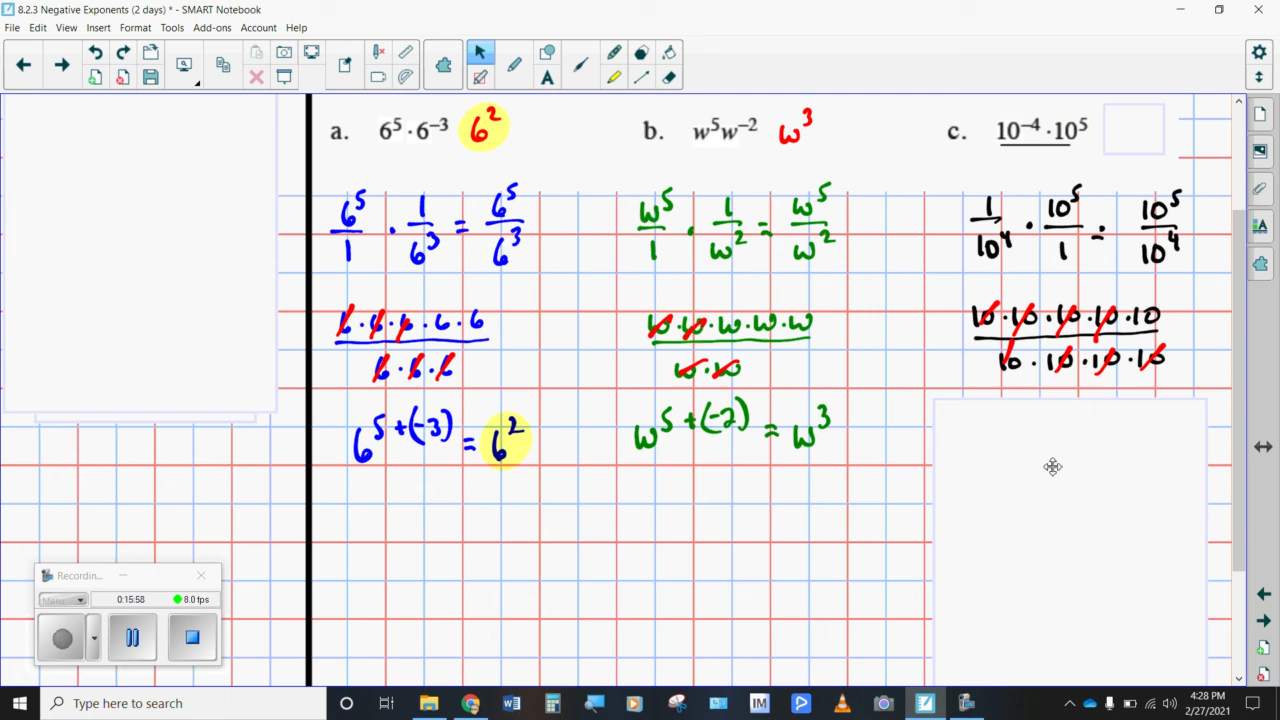 8.2.3 Negative Exponents (2 days) * - SMART Notebook
File Edit View Insert Format Tools Add-ons Help
a. 6⁵ · 6⁻³ 6²
b. w⁵w⁻² w³
c. 10⁻⁴ · 10⁵
6⁵/1 · 1/6³ = 6⁵/6³
w⁵/1 · 1/w² = w⁵/w²
1/10⁴ · 10⁵/1 = 10⁵/10⁴
6 · 6 · 6 · 6 · 6
6 · 6 · 6
w · w · w · w · w
w · w
10 · 10 · 10 · 10 · 10
10 · 10 · 10 · 10
6⁵⁺⁽⁻³⁾ = 6²
w⁵⁺⁽⁻²⁾ = w³
Recordin...
Menu 0:15:58 8.0 fps
Type here to search
4:28 PM
2/27/2021